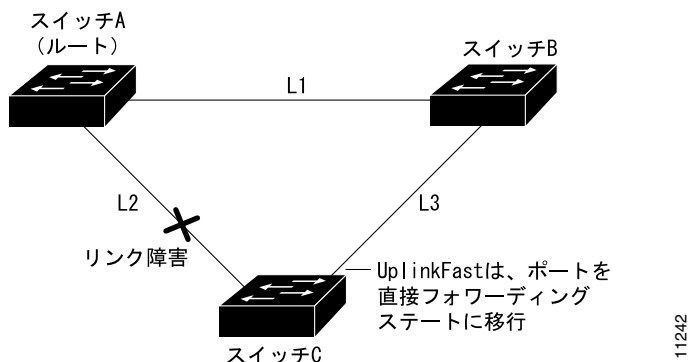 スイッチA
(ルート)
スイッチB
L1
L2
L3
リンク障害
UplinkFastは、ポートを
直接フォワーディング
ステートに移行
スイッチC
11242